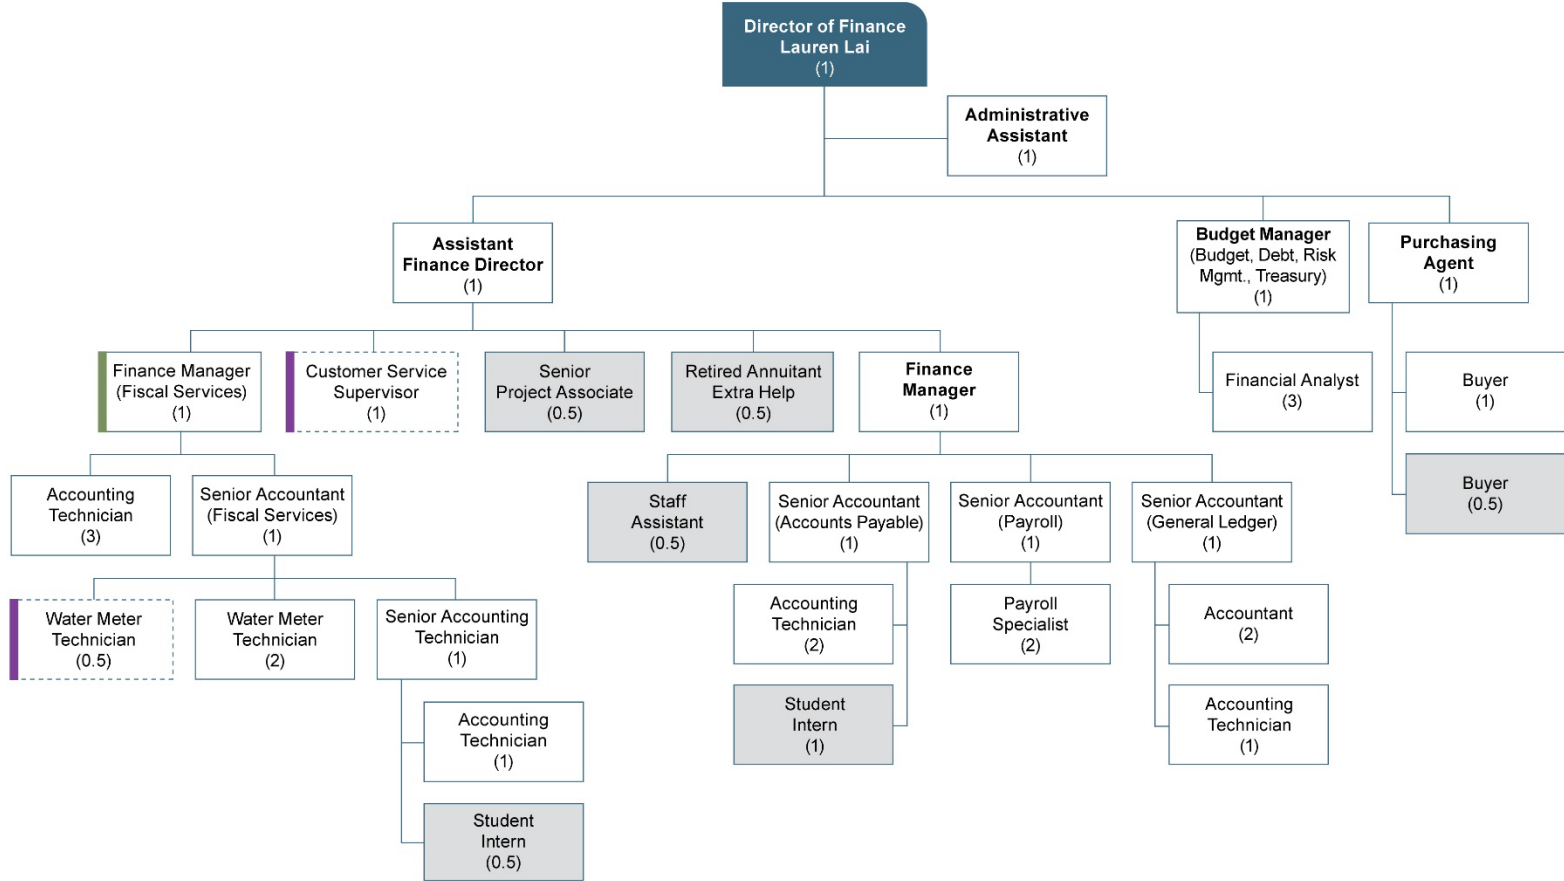 Director of Finance
Lauren Lai
(1)
Administrative
Assistant
(1)
Assistant
Finance Director
(1)
Budget Manager
(Budget, Debt, Risk
Mgmt., Treasury)
(1)
Purchasing
Agent
(1)
Finance Manager
(Fiscal Services)
(1)
Customer Service
Supervisor
(1)
Senior
Project Associate
(0.5)
Retired Annuitant
Extra Help
(0.5)
Finance
Manager
(1)
Financial Analyst
(3)
Buyer
(1)
Buyer
(0.5)
Accounting
Technician
(3)
Senior Accountant
(Fiscal Services)
(1)
Staff
Assistant
(0.5)
Senior Accountant
(Accounts Payable)
(1)
Senior Accountant
(Payroll)
(1)
Senior Accountant
(General Ledger)
(1)
Water Meter
Technician
(0.5)
Water Meter
Technician
(2)
Senior Accounting
Technician
(1)
Accounting
Technician
(2)
Payroll
Specialist
(2)
Accountant
(2)
Student
Intern
(1)
Accounting
Technician
(1)
Accounting
Technician
(1)
Student
Intern
(0.5)